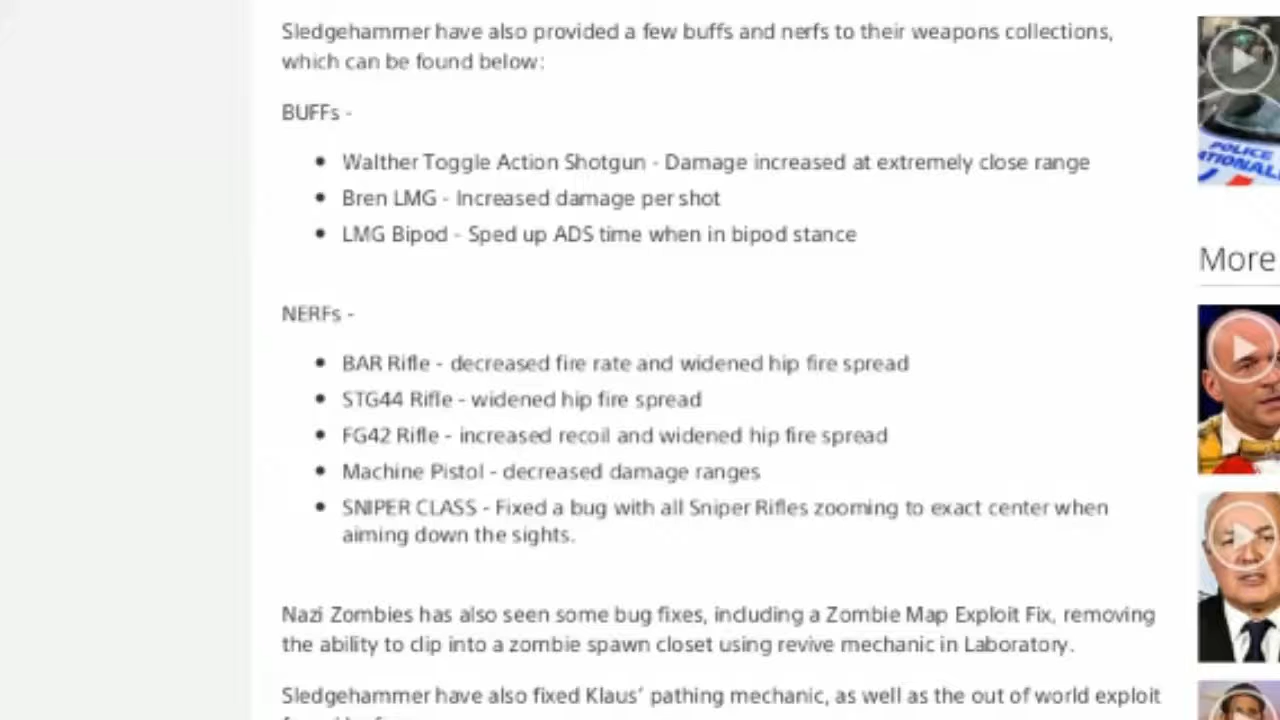 Sledgehammer have also provided a few buffs and nerfs to their weapons collections,
which can be found below:
BUFFs -
• Walther Toggle Action Shotgun - Damage increased at extremely close range
• Bren LMG - Increased damage per shot
• LMG Bipod - Sped up ADS time when in bipod stance
NERFs -
• BAR Rifle - decreased fire rate and widened hip fire spread
• STG44 Rifle - widened hip fire spread
• FG42 Rifle - increased recoil and widened hip fire spread
• Machine Pistol - decreased damage ranges
• SNIPER CLASS - Fixed a bug with all Sniper Rifles zooming to exact center when
aiming down the sights.
Nazi Zombies has also seen some bug fixes, including a Zombie Map Exploit Fix, removing
the ability to clip into a zombie spawn closet using revive mechanic in Laboratory.
Sledgehammer have also fixed Klaus' pathing mechanic, as well as the out of world exploit
POLICE
More